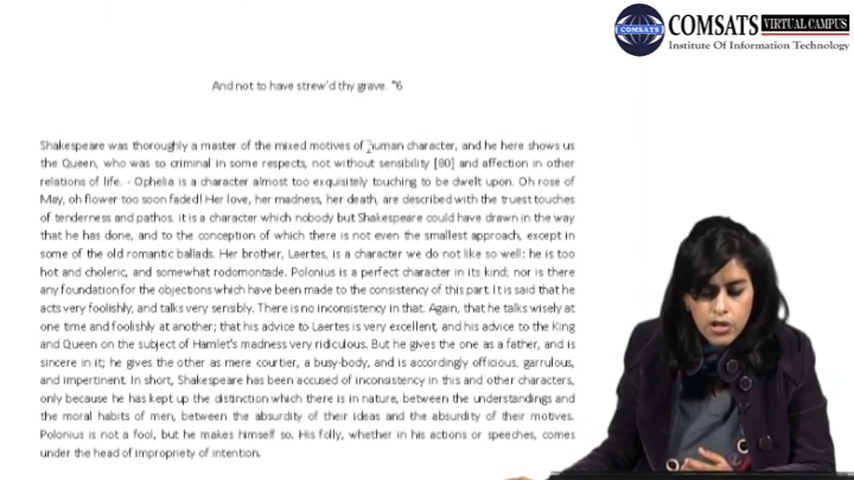 COMSATS VIRTUAL CAMPUS
COMSATS
Institute Of Information Technology
And not to have strew'd thy grave. "6
Shakespeare was thoroughly a master of the mixed motives of human character, and he here shows us
the Queen, who was so criminal in some respects, not without sensibility [80] and affection in other
relations of life. - Ophelia is a character almost too exquisitely touching to be dwelt upon. Oh rose of
May, oh flower too soon faded! Her love, her madness, her death, are described with the truest touches
of tenderness and pathos. it is a character which nobody but Shakespeare could have drawn in the way
that he has done, and to the conception of which there is not even the smallest approach, except in
some of the old romantic ballads. Her brother, Laertes, is a character we do not like so well: he is too
hot and choleric, and somewhat rodomontade. Polonius is a perfect character in its kind; nor is there
any foundation for the objections which have been made to the consistency of this part. It is said that he
acts very foolishly, and talks very sensibly. There is no inconsistency in that. Again, that he talks wisely at
one time and foolishly at another; that his advice to Laertes is very excellent, and his advice to the King
and Queen on the subject of Hamlet's madness very ridiculous. But he gives the one as a father, and is
sincere in it; he gives the other as mere courtier, a busy-body, and is accordingly officious, garrulous,
and impertinent. In short, Shakespeare has been accused of inconsistency in this and other characters,
only because he has kept up the distinction which there is in nature, between the understandings and
the moral habits of men, between the absurdity of their ideas and the absurdity of their motives.
Polonius is not a fool, but he makes himself so. His folly, whether in his actions or speeches, comes
under the head of impropriety of intention.